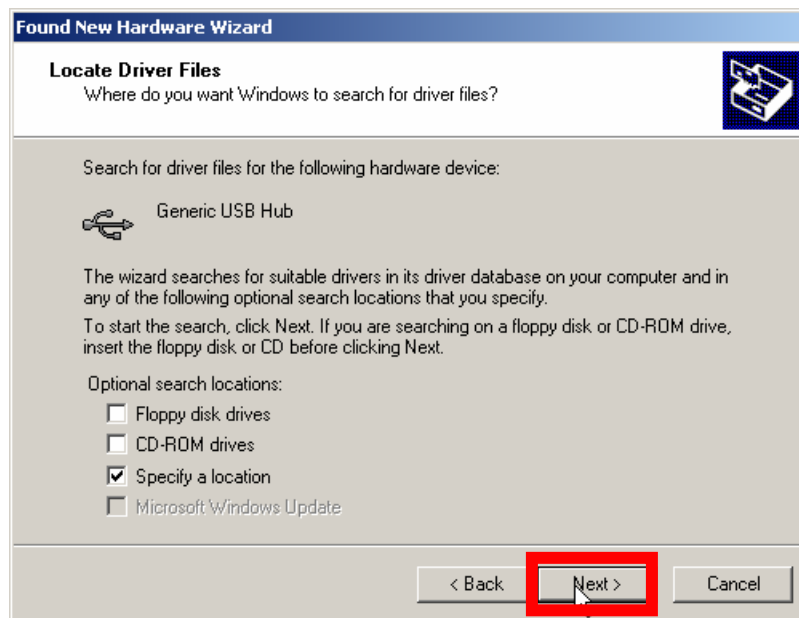 Found New Hardware Wizard
Locate Driver Files
Where do you want Windows to search for driver files?
Search for driver files for the following hardware device:
Generic USB Hub
The wizard searches for suitable drivers in its driver database on your computer and in
any of the following optional search locations that you specify.
To start the search, click Next. If you are searching on a floppy disk or CD-ROM drive,
insert the floppy disk or CD before clicking Next.
Optional search locations:
Floppy disk drives
CD-ROM drives
Specify a location
Microsoft Windows Update
< Back
Next >
Cancel